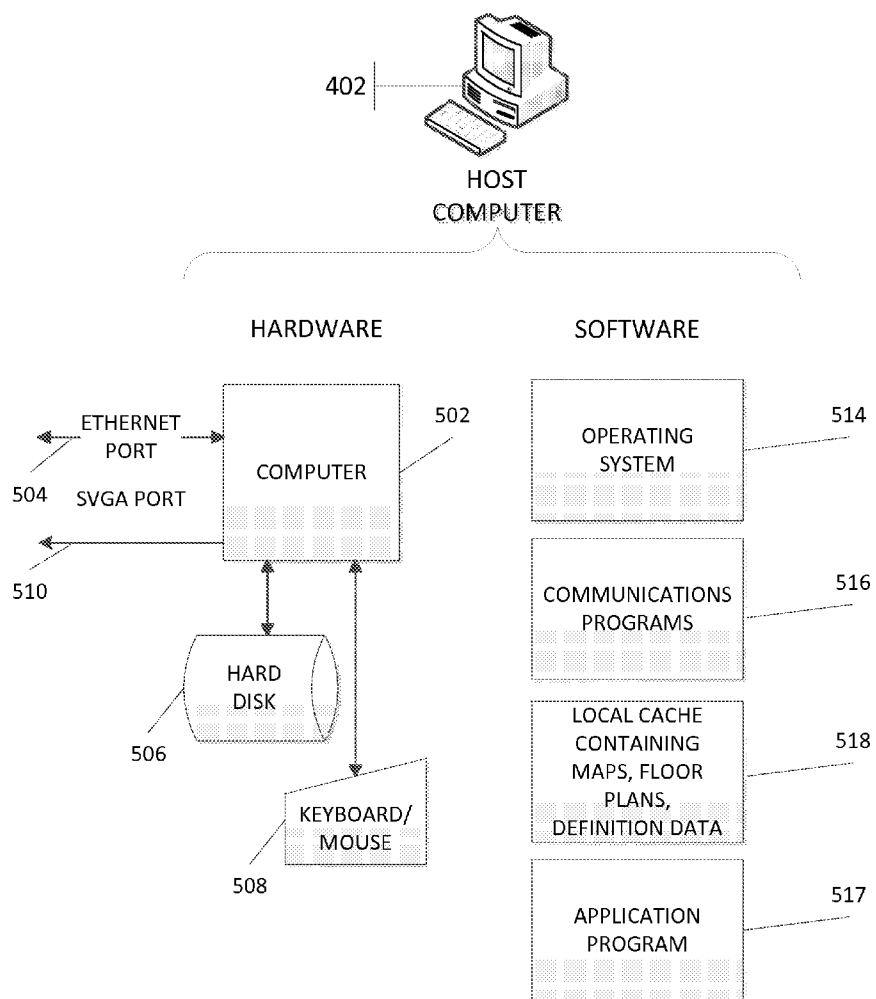 402
HOST
COMPUTER
HARDWARE
SOFTWARE
ETHERNET
PORT
504
SVGA PORT
510
COMPUTER
502
HARD
DISK
506
KEYBOARD/
MOUSE
508
OPERATING
SYSTEM
514
COMMUNICATIONS
PROGRAMS
516
LOCAL CACHE
CONTAINING
MAPS, FLOOR
PLANS,
DEFINITION DATA
518
APPLICATION
PROGRAM
517